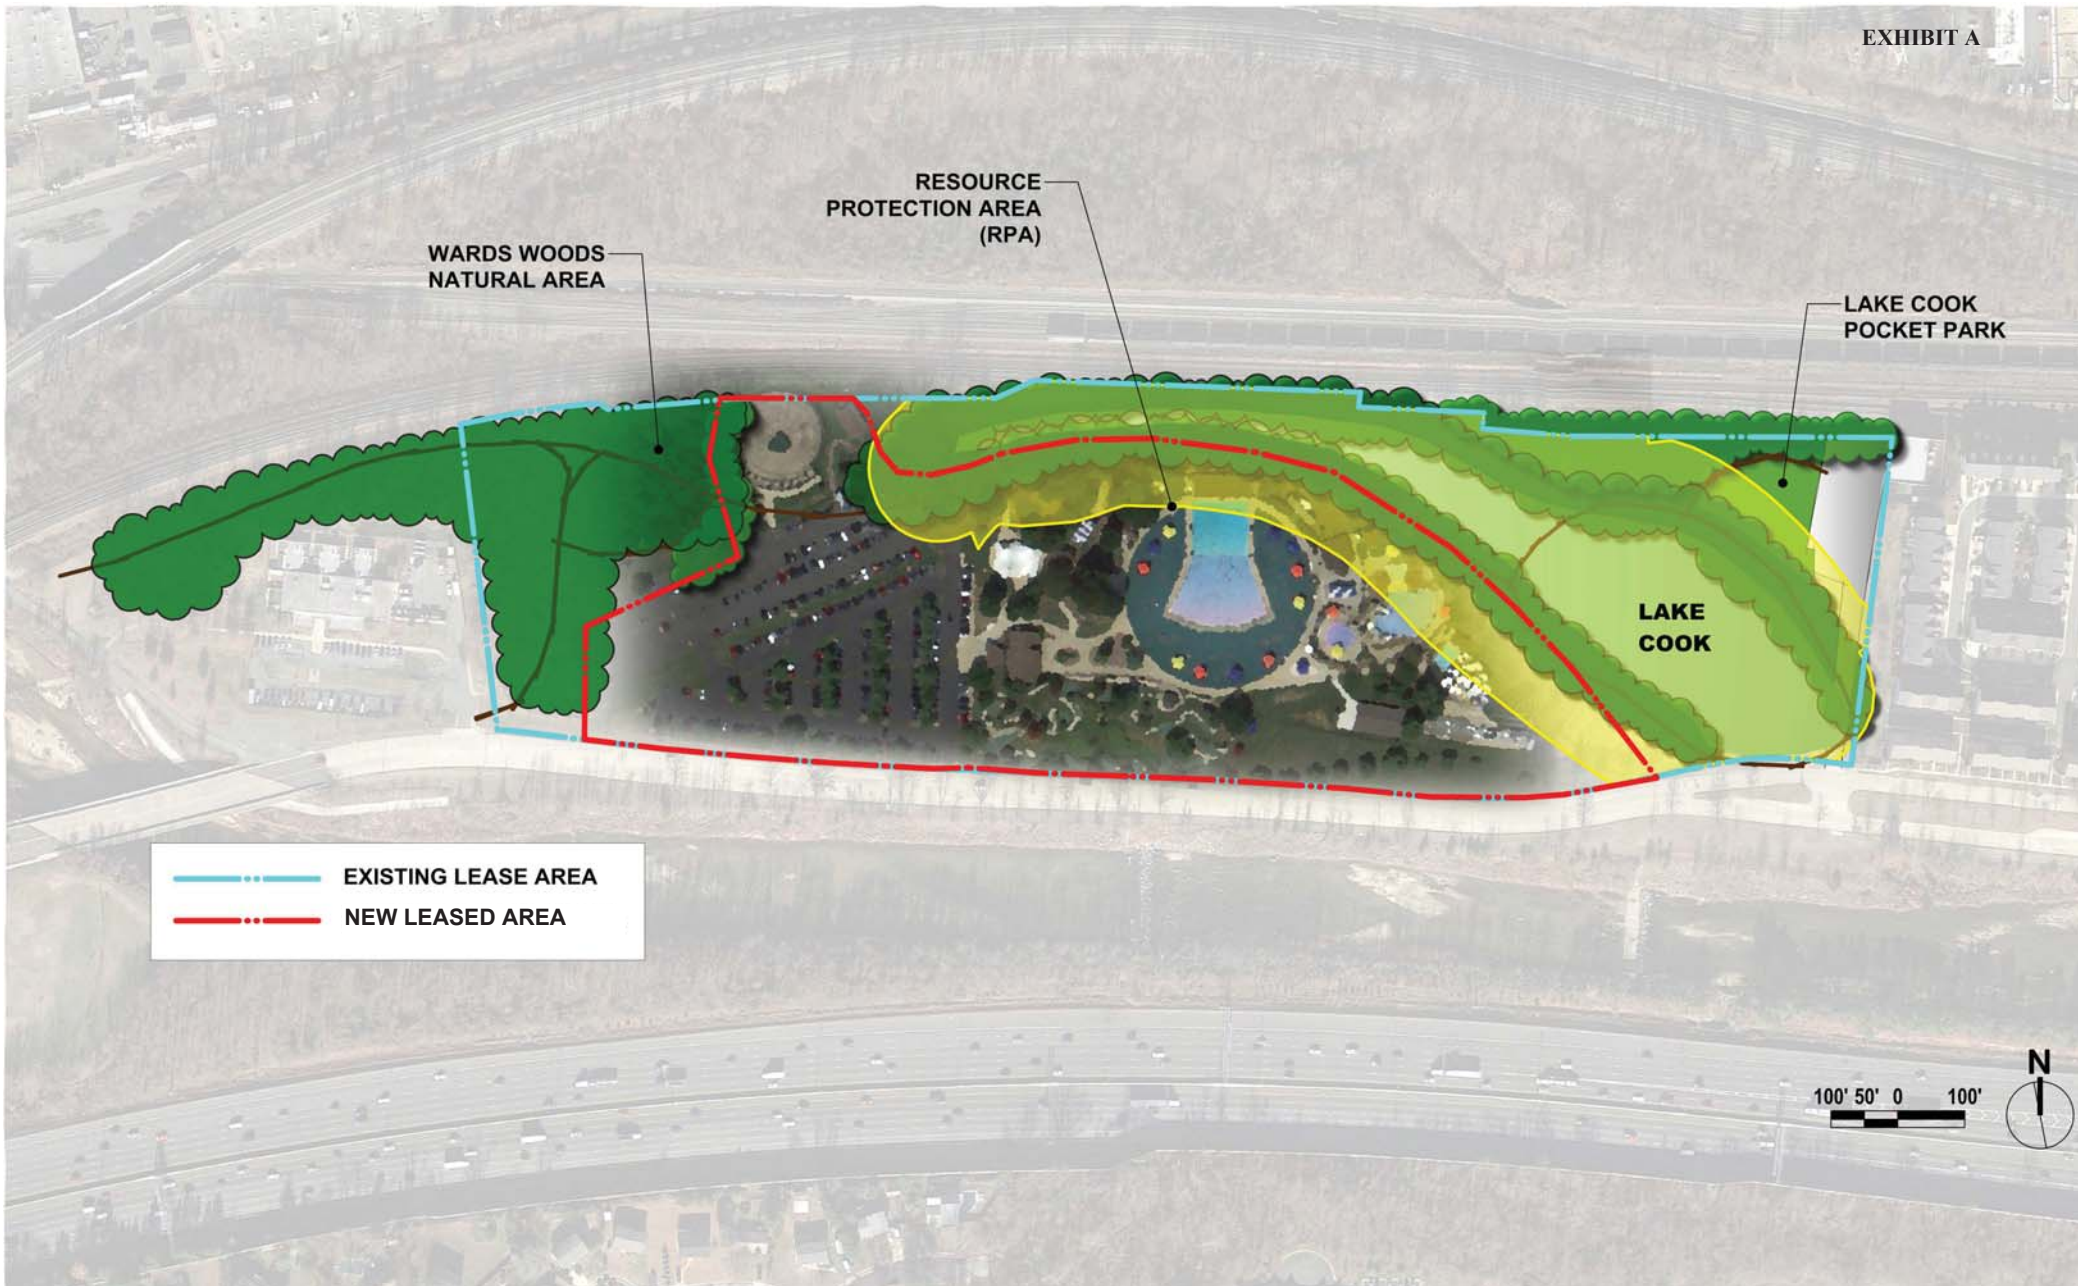 EXHIBIT A
RESOURCE
PROTECTION AREA
(RPA)
WARDS WOODS
NATURAL AREA
LAKE COOK
POCKET PARK
LAKE
COOK
EXISTING LEASE AREA
NEW LEASED AREA
N
100' 50' 0 100'